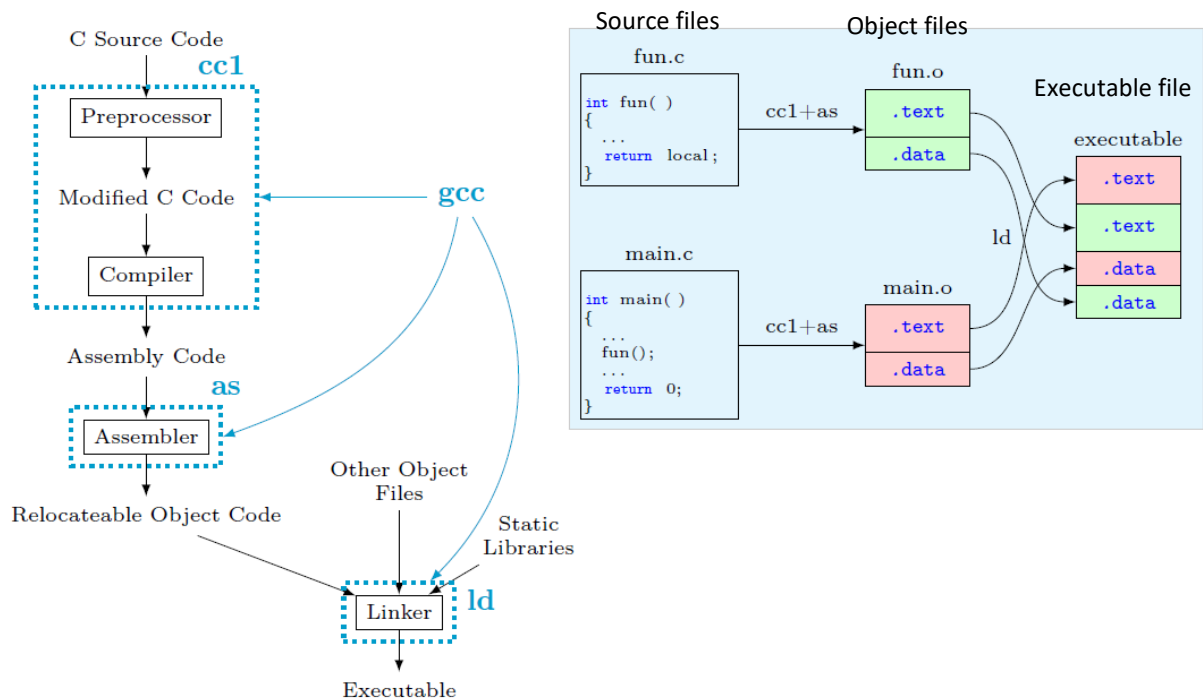 C Source Code
cc1
Preprocessor
Modified C Code
Compiler
gcc
Assembly Code
as
Assembler
Relocateable Object Code
Other Object
Files
Static
Libraries
Linker
ld
Executable
Source files
Object files
Executable file
fun.c
int fun( )
{
...
return local;
}
cc1+as
fun.o
.text
.data
main.c
int main( )
{
...
fun();
...
return 0;
}
cc1+as
main.o
.text
.data
ld
executable
.text
.text
.data
.data